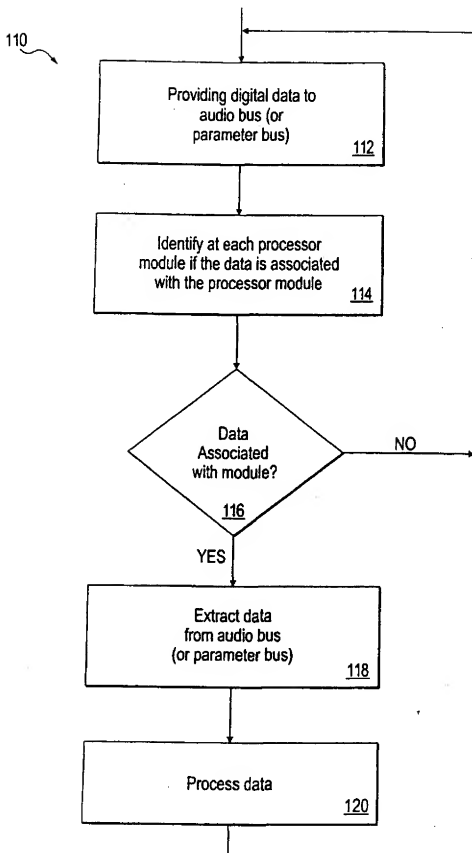 110
Providing digital data to
audio bus (or
parameter bus)
112
Identify at each processor
module if the data is associated
with the processor module
114
Data
Associated
with module?
116
NO
YES
Extract data
from audio bus
(or parameter bus)
118
Process data
120